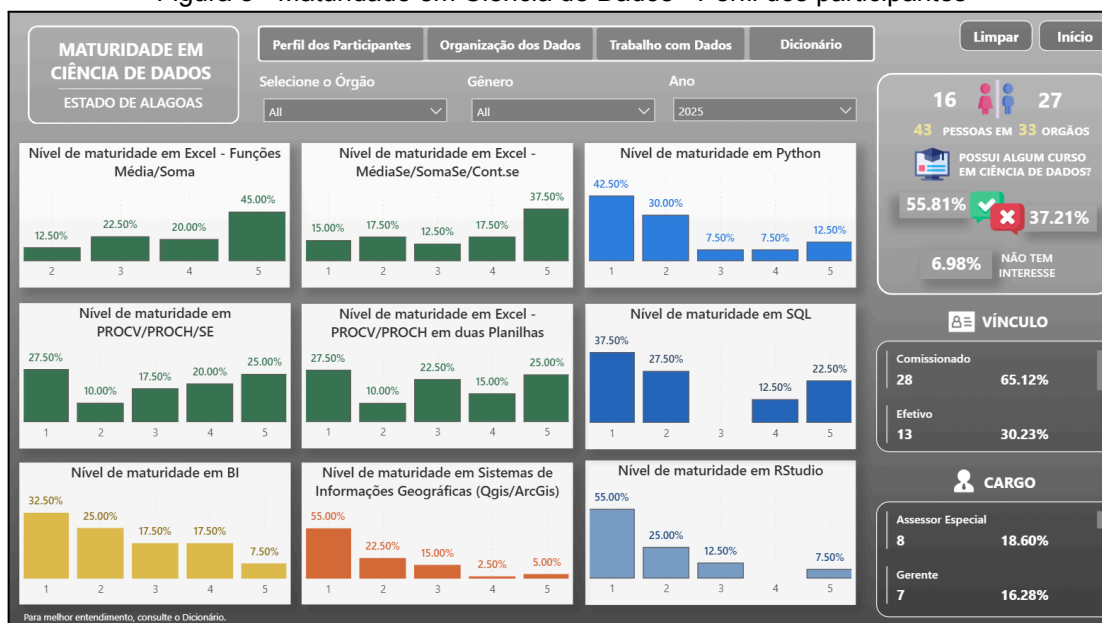 MATURIDADE EM
CIÊNCIA DE DADOS
ESTADO DE ALAGOAS
Perfil dos Participantes
Organização dos Dados
Trabalho com Dados
Dicionário
Limpar
Início
Selecione o Órgão
Gênero
Ano
All
All
2025
16
27
43 PESSOAS EM 33 ORGÃOS
POSSUI ALGUM CURSO
EM CIÊNCIA DE DADOS?
55.81%
37.21%
6.98%
NÃO TEM
INTERESSE
Nível de maturidade em Excel - Funções
Média/Soma
12.50%
22.50%
20.00%
45.00%
2 3 4 5
Nível de maturidade em Excel -
MédiaSe/SomaSe/Cont.se
15.00%
17.50%
12.50%
17.50%
37.50%
1 2 3 4 5
Nível de maturidade em Python
42.50%
30.00%
7.50%
7.50%
12.50%
1 2 3 4 5
Nível de maturidade em
PROCV/PROCH/SE
27.50%
10.00%
17.50%
20.00%
25.00%
1 2 3 4 5
Nível de maturidade em Excel -
PROCV/PROCH em duas Planilhas
27.50%
10.00%
22.50%
15.00%
25.00%
1 2 3 4 5
Nível de maturidade em SQL
37.50%
27.50%
12.50%
22.50%
1 2 3 4 5
VÍNCULO
Comissionado
28 65.12%
Efetivo
13 30.23%
Nível de maturidade em BI
32.50%
25.00%
17.50%
17.50%
7.50%
1 2 3 4 5
Nível de maturidade em Sistemas de
Informações Geográficas (Qgis/ArcGis)
55.00%
22.50%
15.00%
2.50%
5.00%
1 2 3 4 5
Nível de maturidade em RStudio
55.00%
25.00%
12.50%
7.50%
1 2 3 4 5
CARGO
Assessor Especial
8 18.60%
Gerente
7 16.28%
Para melhor entendimento, consulte o Dicionário.